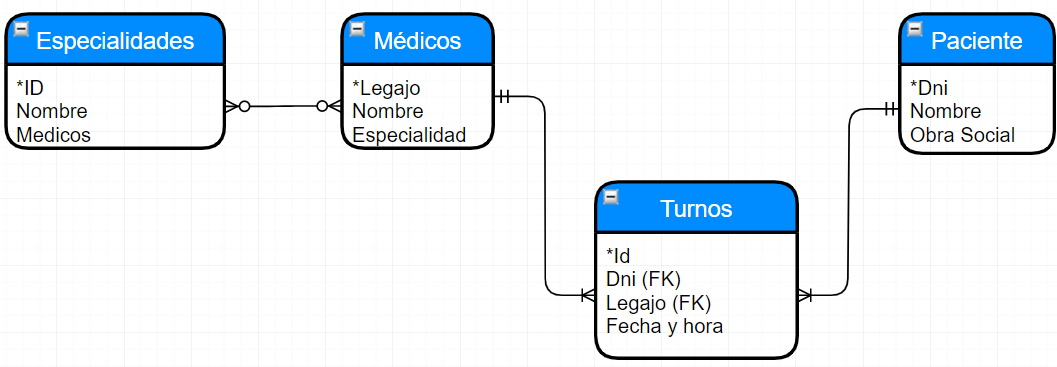 Especialidades
*ID
Nombre
Medicos
Médicos
*Legajo
Nombre
Especialidad
Paciente
*Dni
Nombre
Obra Social
Turnos
*Id
Dni (FK)
Legajo (FK)
Fecha y hora